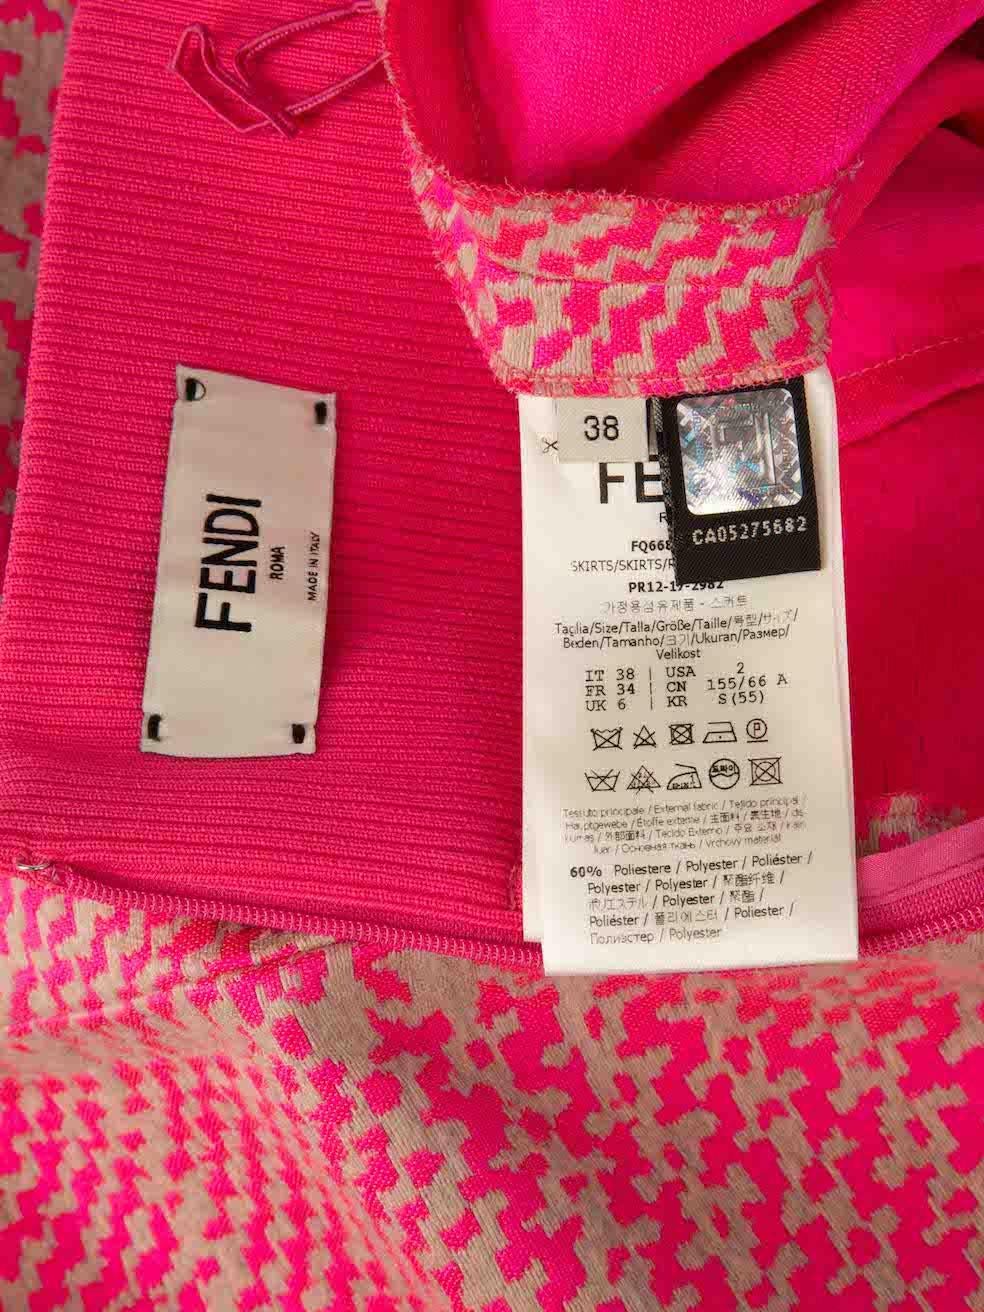 FENDI
ROMA
MADE IN ITALY
38
FE
R
CA05275682
FQ668
SKIRTS/SKIRTS/R
PR12-17-2982
가정용섬유제품 - 스커트
Taglia/Size/Talla/Größe/Taille/号型/サイズ/
Beden/Tamanho/크기/Ukuran/Размер/
Velikost
IT 38 | USA 2
FR 34 | CN 155/66 A
UK 6 | KR S(55)
Tessuto principale / External fabric / Tejido principal /
Hauptgewebe / Étoffe externe / 主面料 / 表生地 / dış
kumaş / 外部面料 / Tecido Externo / 주요 소재 / kain
luar / Основная ткань / Vrchový material
60% Poliestere / Polyester / Poliéster /
Polyester / Polyester / 聚酯纤维 /
ポリエステル / Polyester / 聚酯 /
Poliéster / 폴리에스터 / Poliester /
Полиэстер / Polyester